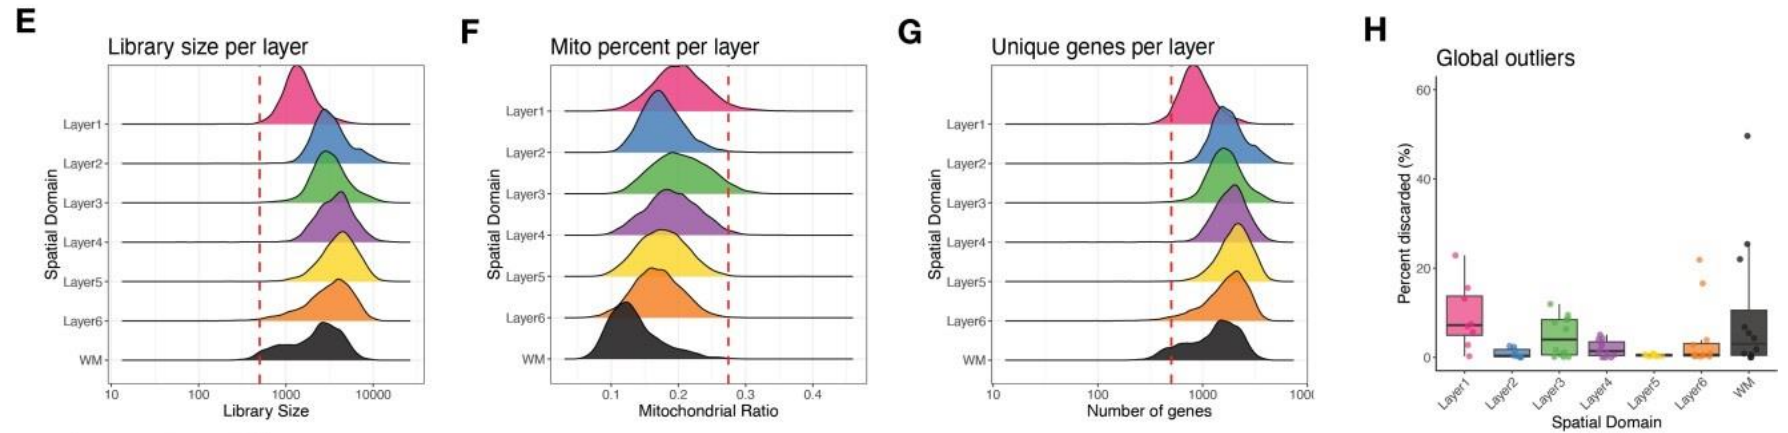 E
Library size per layer
Spatial Domain
Layer1
Layer2
Layer3
Layer4
Layer5
Layer6
WM
10 100 1000 10000
Library Size
F
Mito percent per layer
Spatial Domain
Layer1
Layer2
Layer3
Layer4
Layer5
Layer6
WM
0.1 0.2 0.3 0.4
Mitochondrial Ratio
G
Unique genes per layer
Spatial Domain
Layer1
Layer2
Layer3
Layer4
Layer5
Layer6
WM
10 100 1000 100
Number of genes
H
Global outliers
Percent discarded (%)
60
40
20
0
Layer1 Layer2 Layer3 Layer4 Layer5 Layer6 WM
Spatial Domain